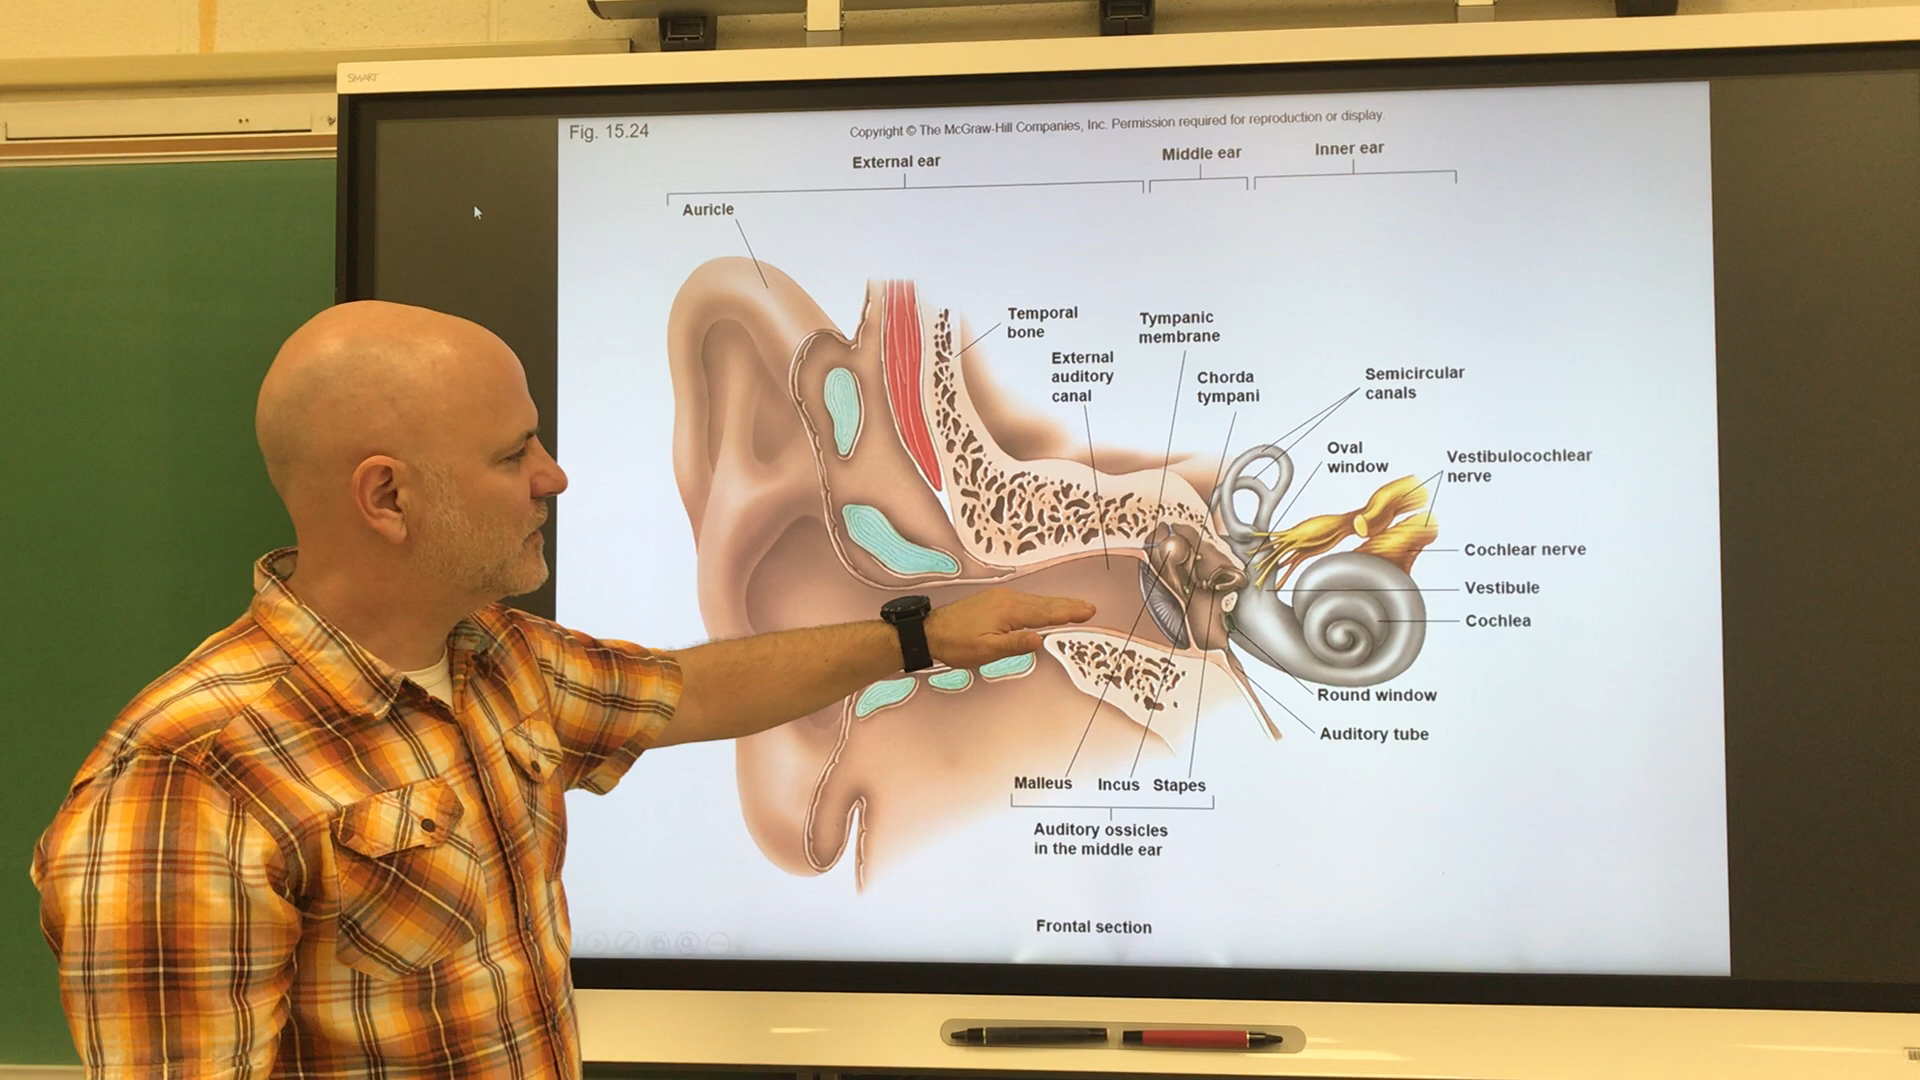 SMART
Fig. 15.24
Copyright © The McGraw-Hill Companies, Inc. Permission required for reproduction or display.
External ear
Middle ear
Inner ear
Auricle
Temporal
bone
External
auditory
canal
Tympanic
membrane
Chorda
tympani
Semicircular
canals
Oval
window
Vestibulocochlear
nerve
Cochlear nerve
Vestibule
Cochlea
Round window
Auditory tube
Malleus
Incus
Stapes
Auditory ossicles
in the middle ear
Frontal section